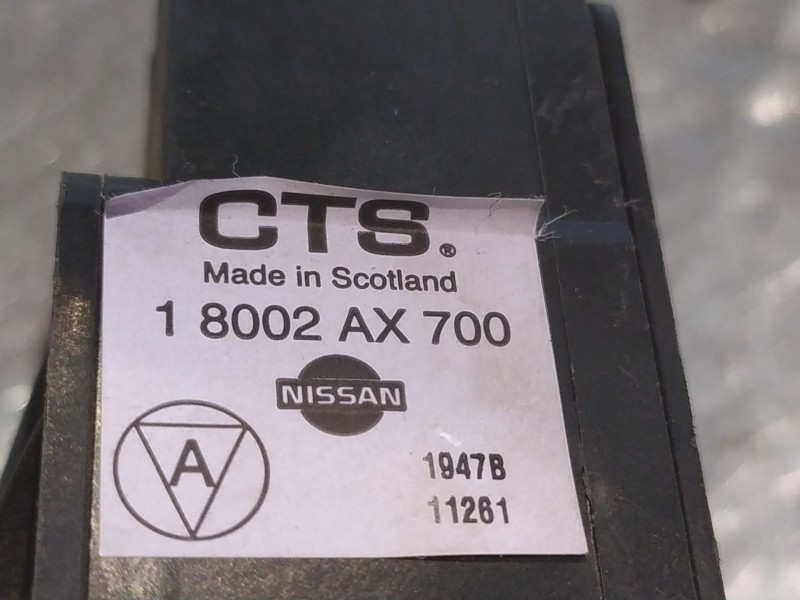 CTS®
Made in Scotland
1 8002 AX 700
NISSAN
A
1947B
11261